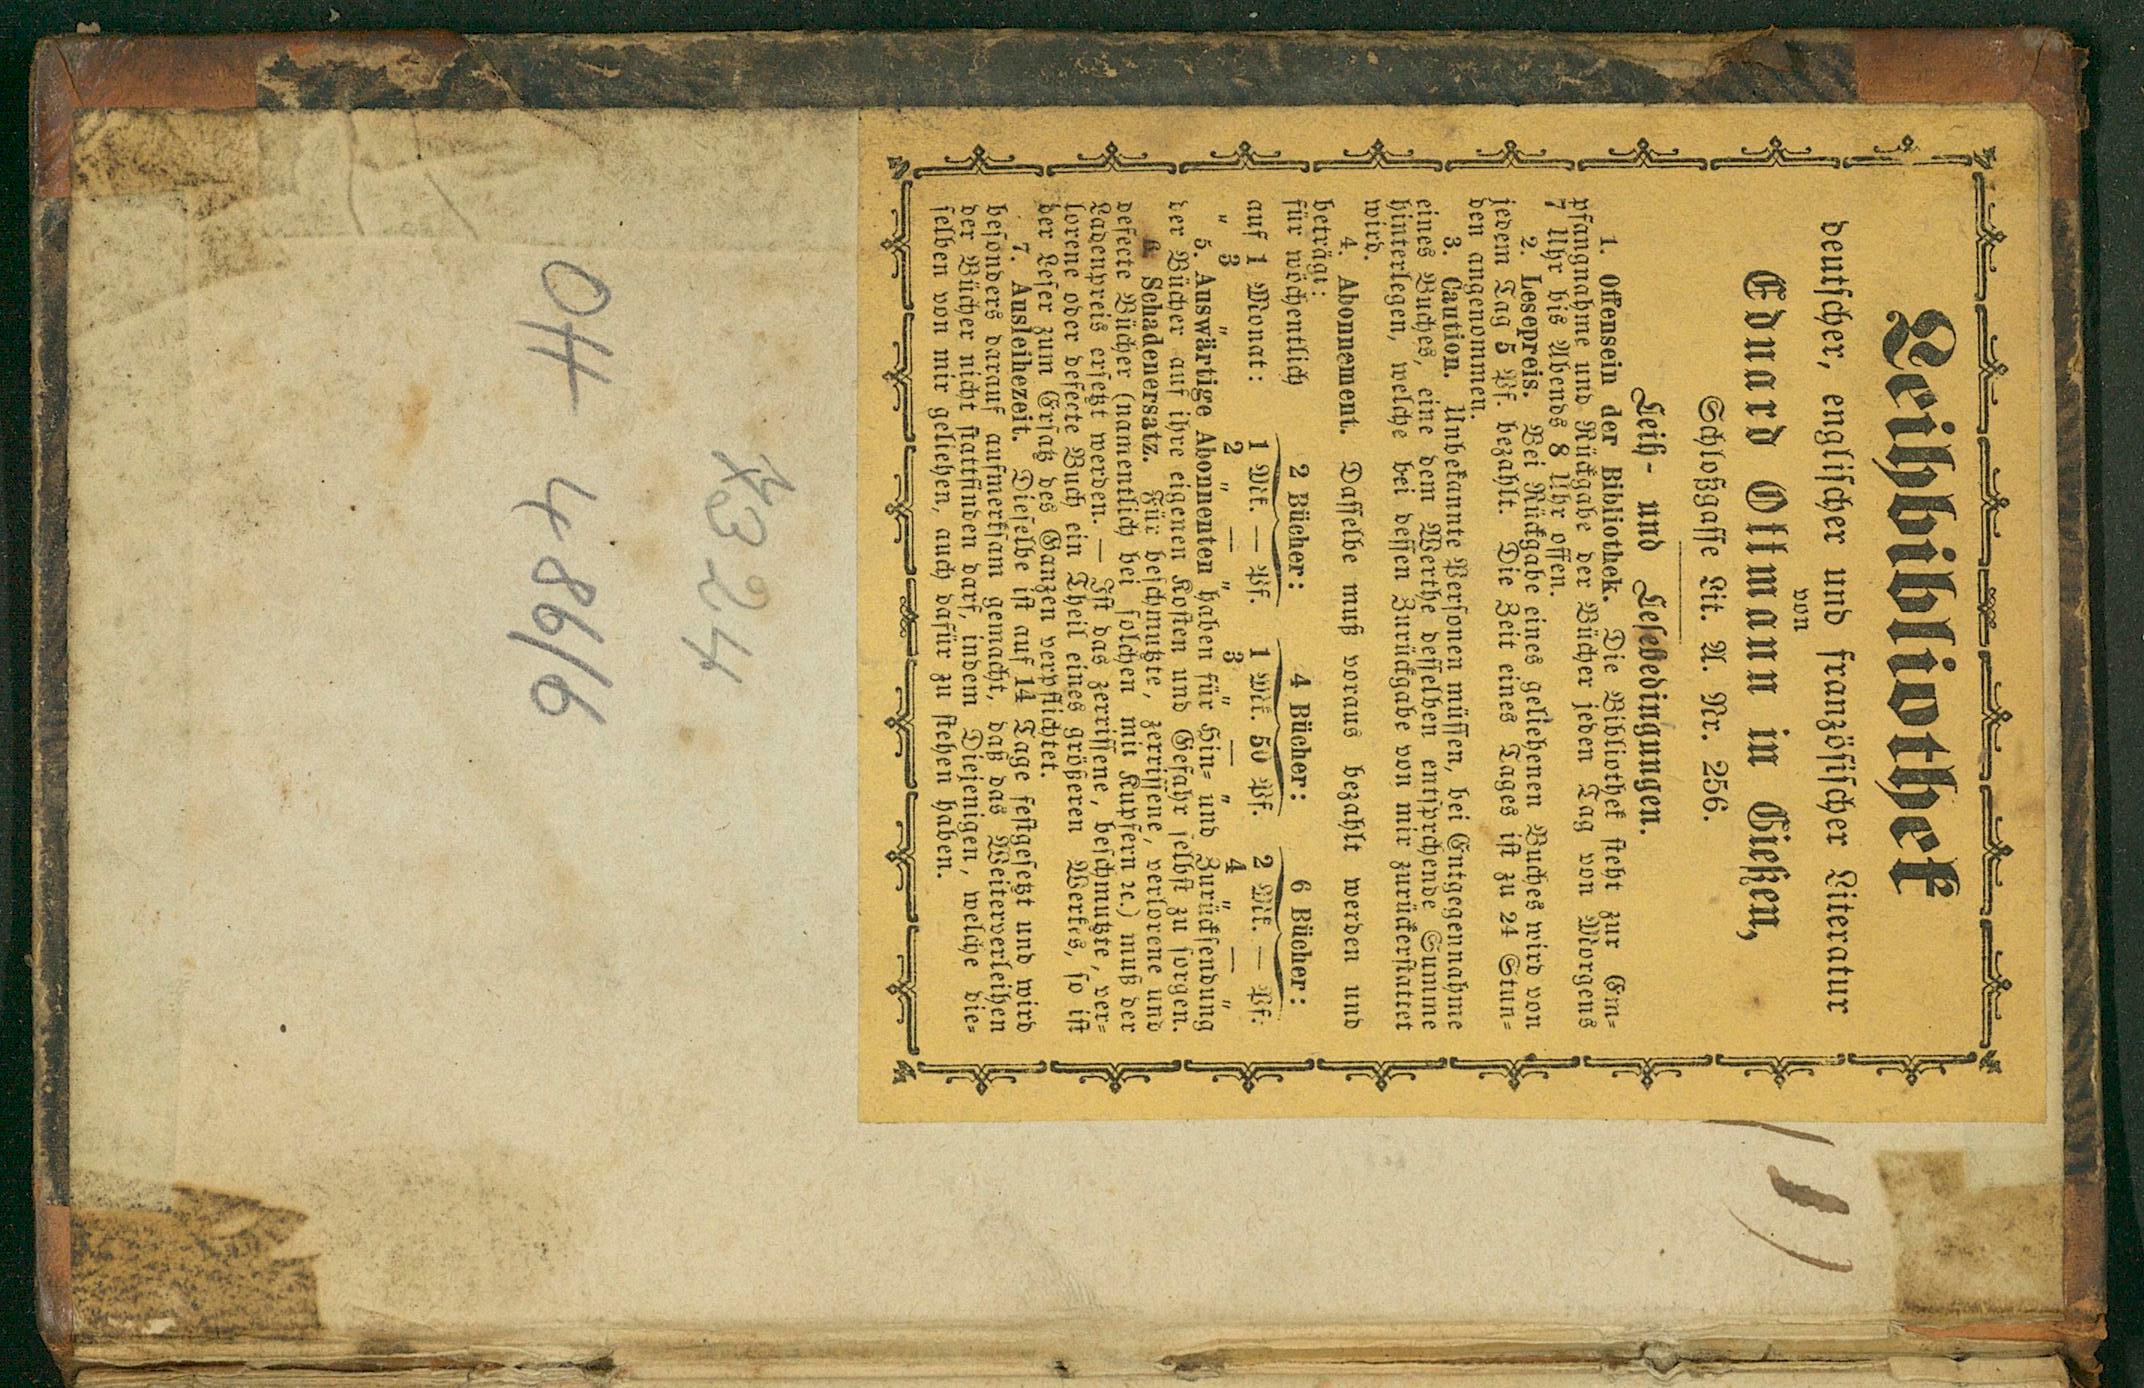 Leihbibliothek
deutscher, englischer und französischer Literatur
von
Eduard Ottmann in Gießen,
Schloßgasse Lit. A. Nr. 256.
Leih- und Lesebedingungen.
1. Offensein der Bibliothek. Die Bibliothek steht zur Em-
pfangnahme und Rückgabe der Bücher jeden Tag von Morgens
7 Uhr bis Abends 8 Uhr offen.
2. Lesepreis. Bei Rückgabe eines geliehenen Buches wird von
jedem Tag 5 Pf. bezahlt. Die Zeit eines Tages ist zu 24 Stun-
den angenommen.
3. Caution. Unbekannte Personen müssen, bei Entgegennahme
eines Buches, eine dem Werthe desselben entsprechende Summe
hinterlegen, welche bei dessen Zurückgabe von mir zurückerstattet
wird.
4. Abonnement. Dasselbe muß voraus bezahlt werden und
beträgt:
für wöchentlich 2 Bücher: 4 Bücher: 6 Bücher:
auf 1 Monat: 1 Mk. — Pf. 1 Mk. 50 Pf. 2 Mk. — Pf.
" 3 " 2 " — " 3 " — " 4 " — "
5. Auswärtige Abonnenten haben für Hin- und Zurücksendung
der Bücher auf ihre eigenen Kosten und Gefahr selbst zu sorgen.
6. Schadenersatz. Für beschmutzte, zerrissene, verlorene und
defecte Bücher (namentlich bei solchen mit Kupfern ꝛc.) muß der
Ladenpreis ersetzt werden. — Ist das zerrissene, beschmutzte, ver-
lorene oder defecte Buch ein Theil eines größeren Werkes, so ist
der Leser zum Ersatz des Ganzen verpflichtet.
7. Ausleihezeit. Dieselbe ist auf 14 Tage festgesetzt und wird
besonders darauf aufmerksam gemacht, daß das Weiterverleihen
der Bücher nicht stattfinden darf, indem Diejenigen, welche die-
selben von mir geliehen, auch dafür zu stehen haben.
4324
OH 486/6